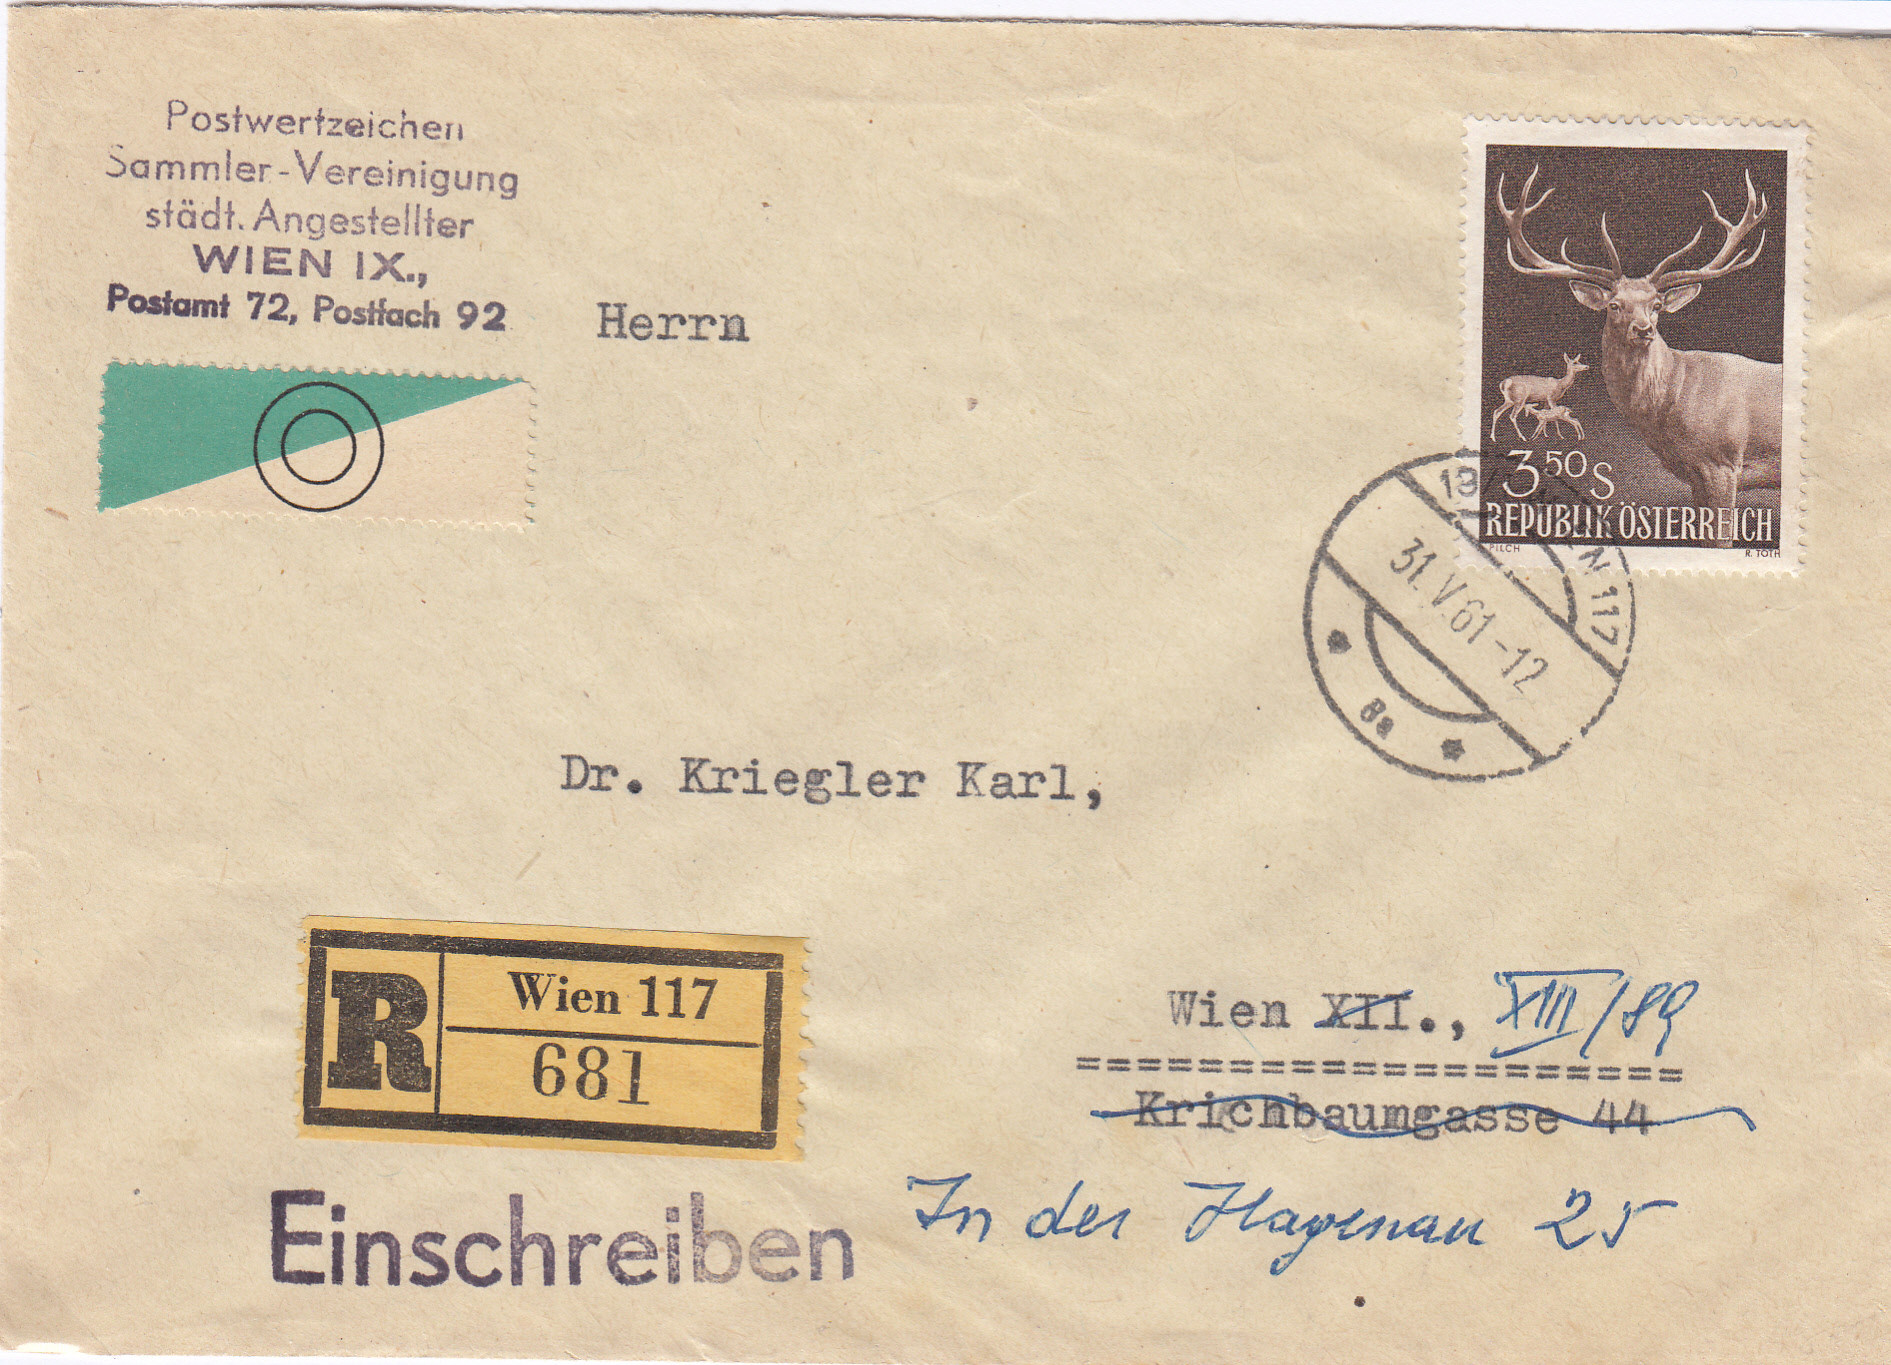 Postwertzeichen
Sammler-Vereinigung
städt. Angestellter
WIEN IX.,
Postamt 72, Postfach 92
Herrn
3 50 S
REPUBLIK ÖSTERREICH
PILCH
R. TOTH
N 117
31.V.61-12
8a
Dr. Kriegler Karl,
R
Wien 117
681
Wien XII., XIII/89
====================
Krichbaumgasse 44
In der Hagenau 25
Einschreiben